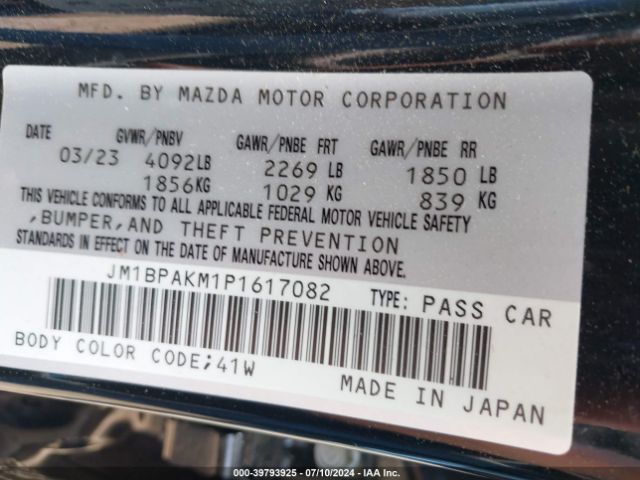 MFD. BY MAZDA MOTOR CORPORATION
DATE GVWR/PNBV GAWR/PNBE FRT GAWR/PNBE RR
03/23 4092LB 2269 LB 1850 LB
1856KG 1029 KG 839 KG
THIS VEHICLE CONFORMS TO ALL APPLICABLE FEDERAL MOTOR VEHICLE SAFETY
,BUMPER,AND THEFT PREVENTION
STANDARDS IN EFFECT ON THE DATE OF MANUFACTURE SHOWN ABOVE.
JM1BPAKM1P1617082 TYPE: PASS CAR
BODY COLOR CODE;41W
MADE IN JAPAN
000-39793925 - 07/10/2024 - IAA Inc.